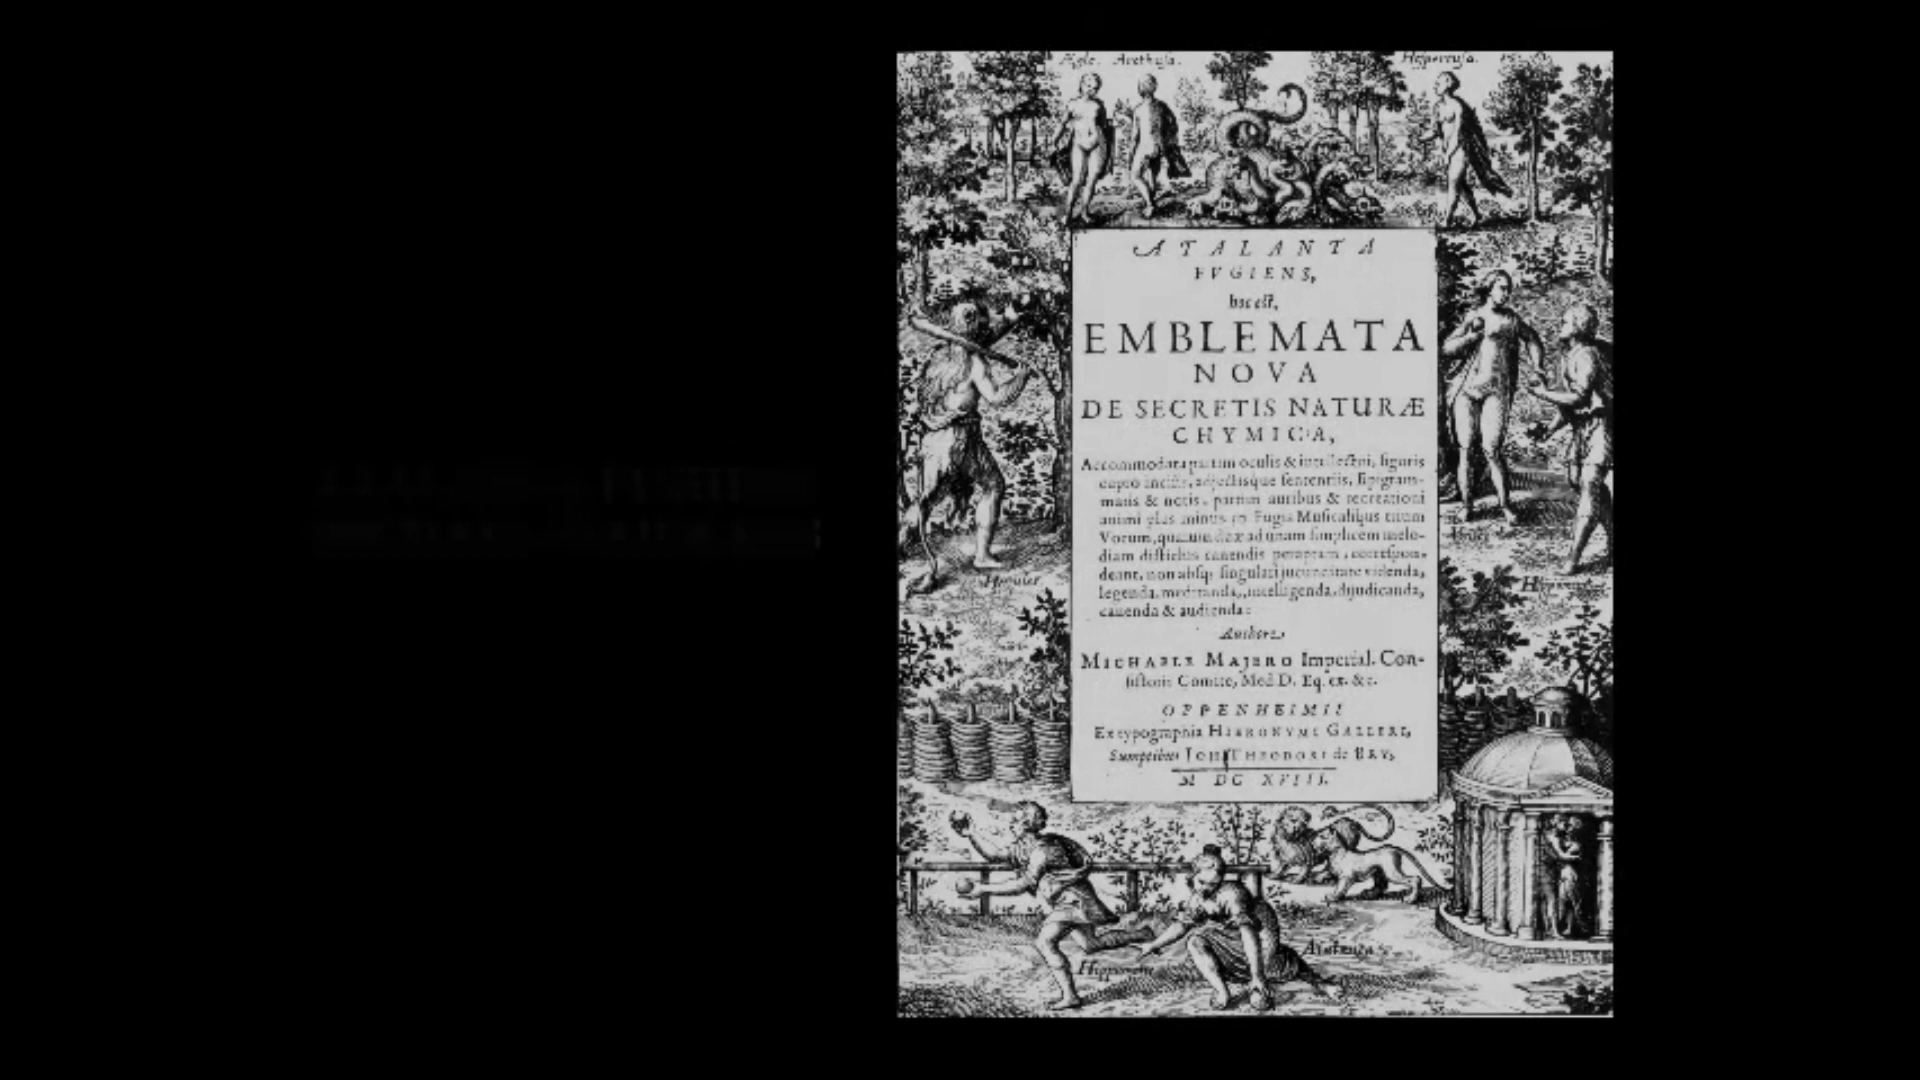 Ægle. Arethusa. Hesperusa.
ATALANTA
FVGIENS,
hoc est,
EMBLEMATA
NOVA
DE SECRETIS NATURÆ
CHYMICA,
Accommodata partim oculis & intellectui, figuris
cupro incisis, adjectisque sententiis, Epigram-
matis & notis, partim auribus & recreationi
animi plus minus 50 Fugis Musicalibus trium
Vocum, quarum duæ ad unam simplicem melo-
diam distichis canendis peraptam, correspon-
deant, non absq; singulari jucunditate videnda,
legenda, meditanda, intelligenda, dijudicanda,
canenda & audienda:
Authore
MICHAELE MAJERO Imperial. Con-
sistorii Comite, Med. D. Eq. ex. &c.
OPPENHEIMII
Ex typographia HIERONYMI GALLERI,
Sumptibus JOH. THEODORI de BRY,
M DC XVIII.
Hercules
Venus
Hippomenes
Hippomene
Atalanta